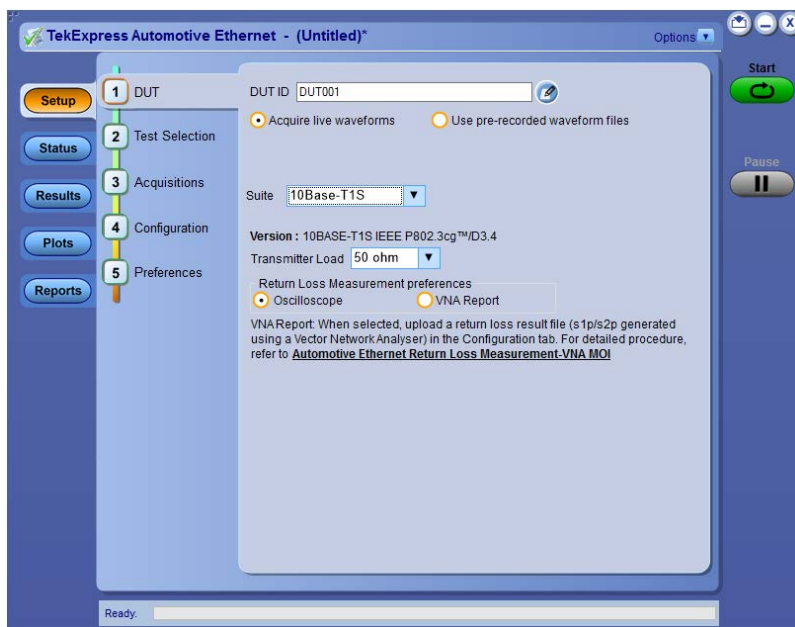 TekExpress Automotive Ethernet - (Untitled)*
Options
Start
Pause
Setup
Status
Results
Plots
Reports
1 DUT
2 Test Selection
3 Acquisitions
4 Configuration
5 Preferences
DUT ID DUT001
Acquire live waveforms Use pre-recorded waveform files
Suite 10Base-T1S
Version : 10BASE-T1S IEEE P802.3cg™/D3.4
Transmitter Load 50 ohm
Return Loss Measurement preferences
Oscilloscope VNA Report
VNA Report: When selected, upload a return loss result file (s1p/s2p generated
using a Vector Network Analyser) in the Configuration tab. For detailed procedure,
refer to Automotive Ethernet Return Loss Measurement-VNA MOI
Ready.